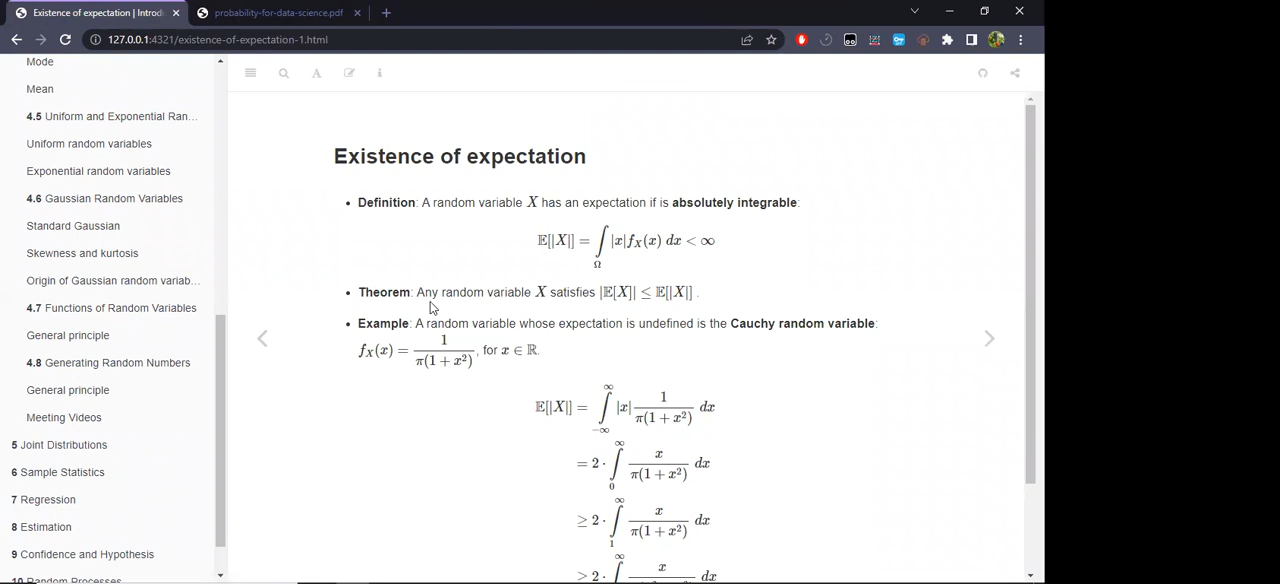 Existence of expectation | Introd
probability-for-data-science.pdf
127.0.0.1:4321/existence-of-expectation-1.html
Mode
Mean
4.5 Uniform and Exponential Ran…
Uniform random variables
Exponential random variables
4.6 Gaussian Random Variables
Standard Gaussian
Skewness and kurtosis
Origin of Gaussian random variab…
4.7 Functions of Random Variables
General principle
4.8 Generating Random Numbers
General principle
Meeting Videos
5 Joint Distributions
6 Sample Statistics
7 Regression
8 Estimation
9 Confidence and Hypothesis
10 Random Processes
Existence of expectation
• Definition: A random variable X has an expectation if is absolutely integrable:
𝔼[|X|] = ∫_Ω |x| f_X(x) dx < ∞
• Theorem: Any random variable X satisfies |𝔼[X]| ≤ 𝔼[|X|] .
• Example: A random variable whose expectation is undefined is the Cauchy random variable:
f_X(x) = 1/(π(1 + x²)), for x ∈ ℝ.
𝔼[|X|] = ∫_{−∞}^{∞} |x| 1/(π(1 + x²)) dx
= 2 · ∫_0^∞ x/(π(1 + x²)) dx
≥ 2 · ∫_1^∞ x/(π(1 + x²)) dx
≥ 2 · ∫^∞ x dx